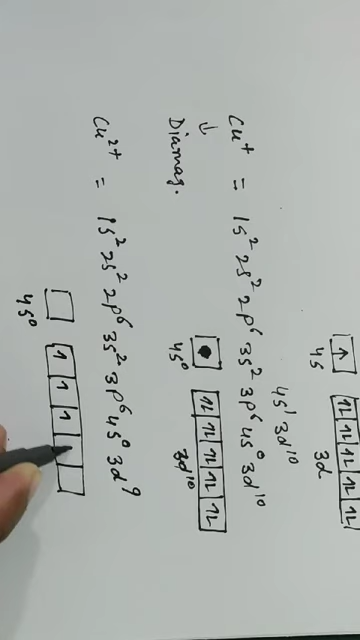 ↑ ↑↓ ↑↓ ↑↓ ↑↓ ↑↓
4s 3d
4s¹ 3d¹⁰
Cu⁺ = 1s² 2s² 2p⁶ 3s² 3p⁶ 4s⁰ 3d¹⁰
↓
Diamag.
↑↓ ↑↓ ↑↓ ↑↓ ↑↓
4s⁰ 3d¹⁰
Cu²⁺ = 1s² 2s² 2p⁶ 3s² 3p⁶ 4s⁰ 3d⁹
↑ ↑ ↑
4s⁰